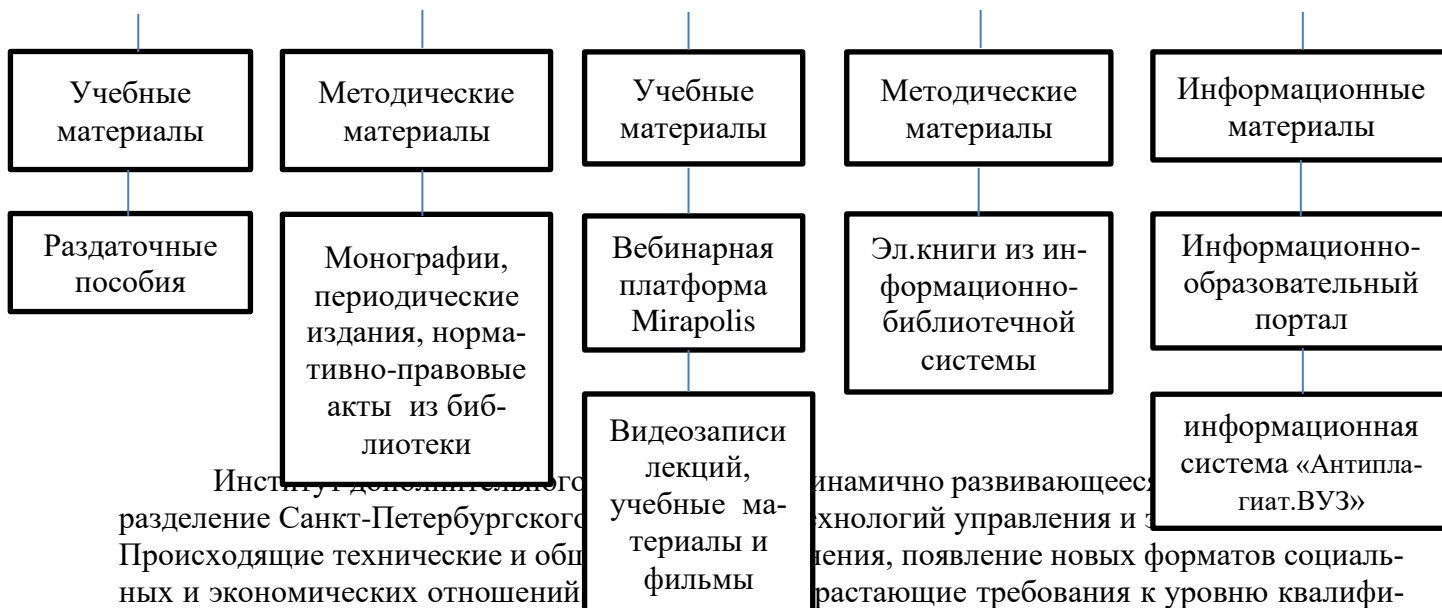 Учебные
материалы
Методические
материалы
Учебные
материалы
Методические
материалы
Информационные
материалы
Раздаточные
пособия
Монографии,
периодические
издания, норма-
тивно-правовые
акты из биб-
лиотеки
Вебинарная
платформа
Mirapolis
Видеозаписи
лекций,
учебные ма-
териалы и
фильмы
Эл.книги из ин-
формационно-
библиотечной
системы
Информационно-
образовательный
портал
информационная
система «Антипла-
гиат.ВУЗ»
Институт дополнительного инамично развивающееся
разделение Санкт-Петербургского ехнологий управления и э
Происходящие технические и общ ения, появление новых форматов социаль-
ных и экономических отношений растающие требования к уровню квалифи-